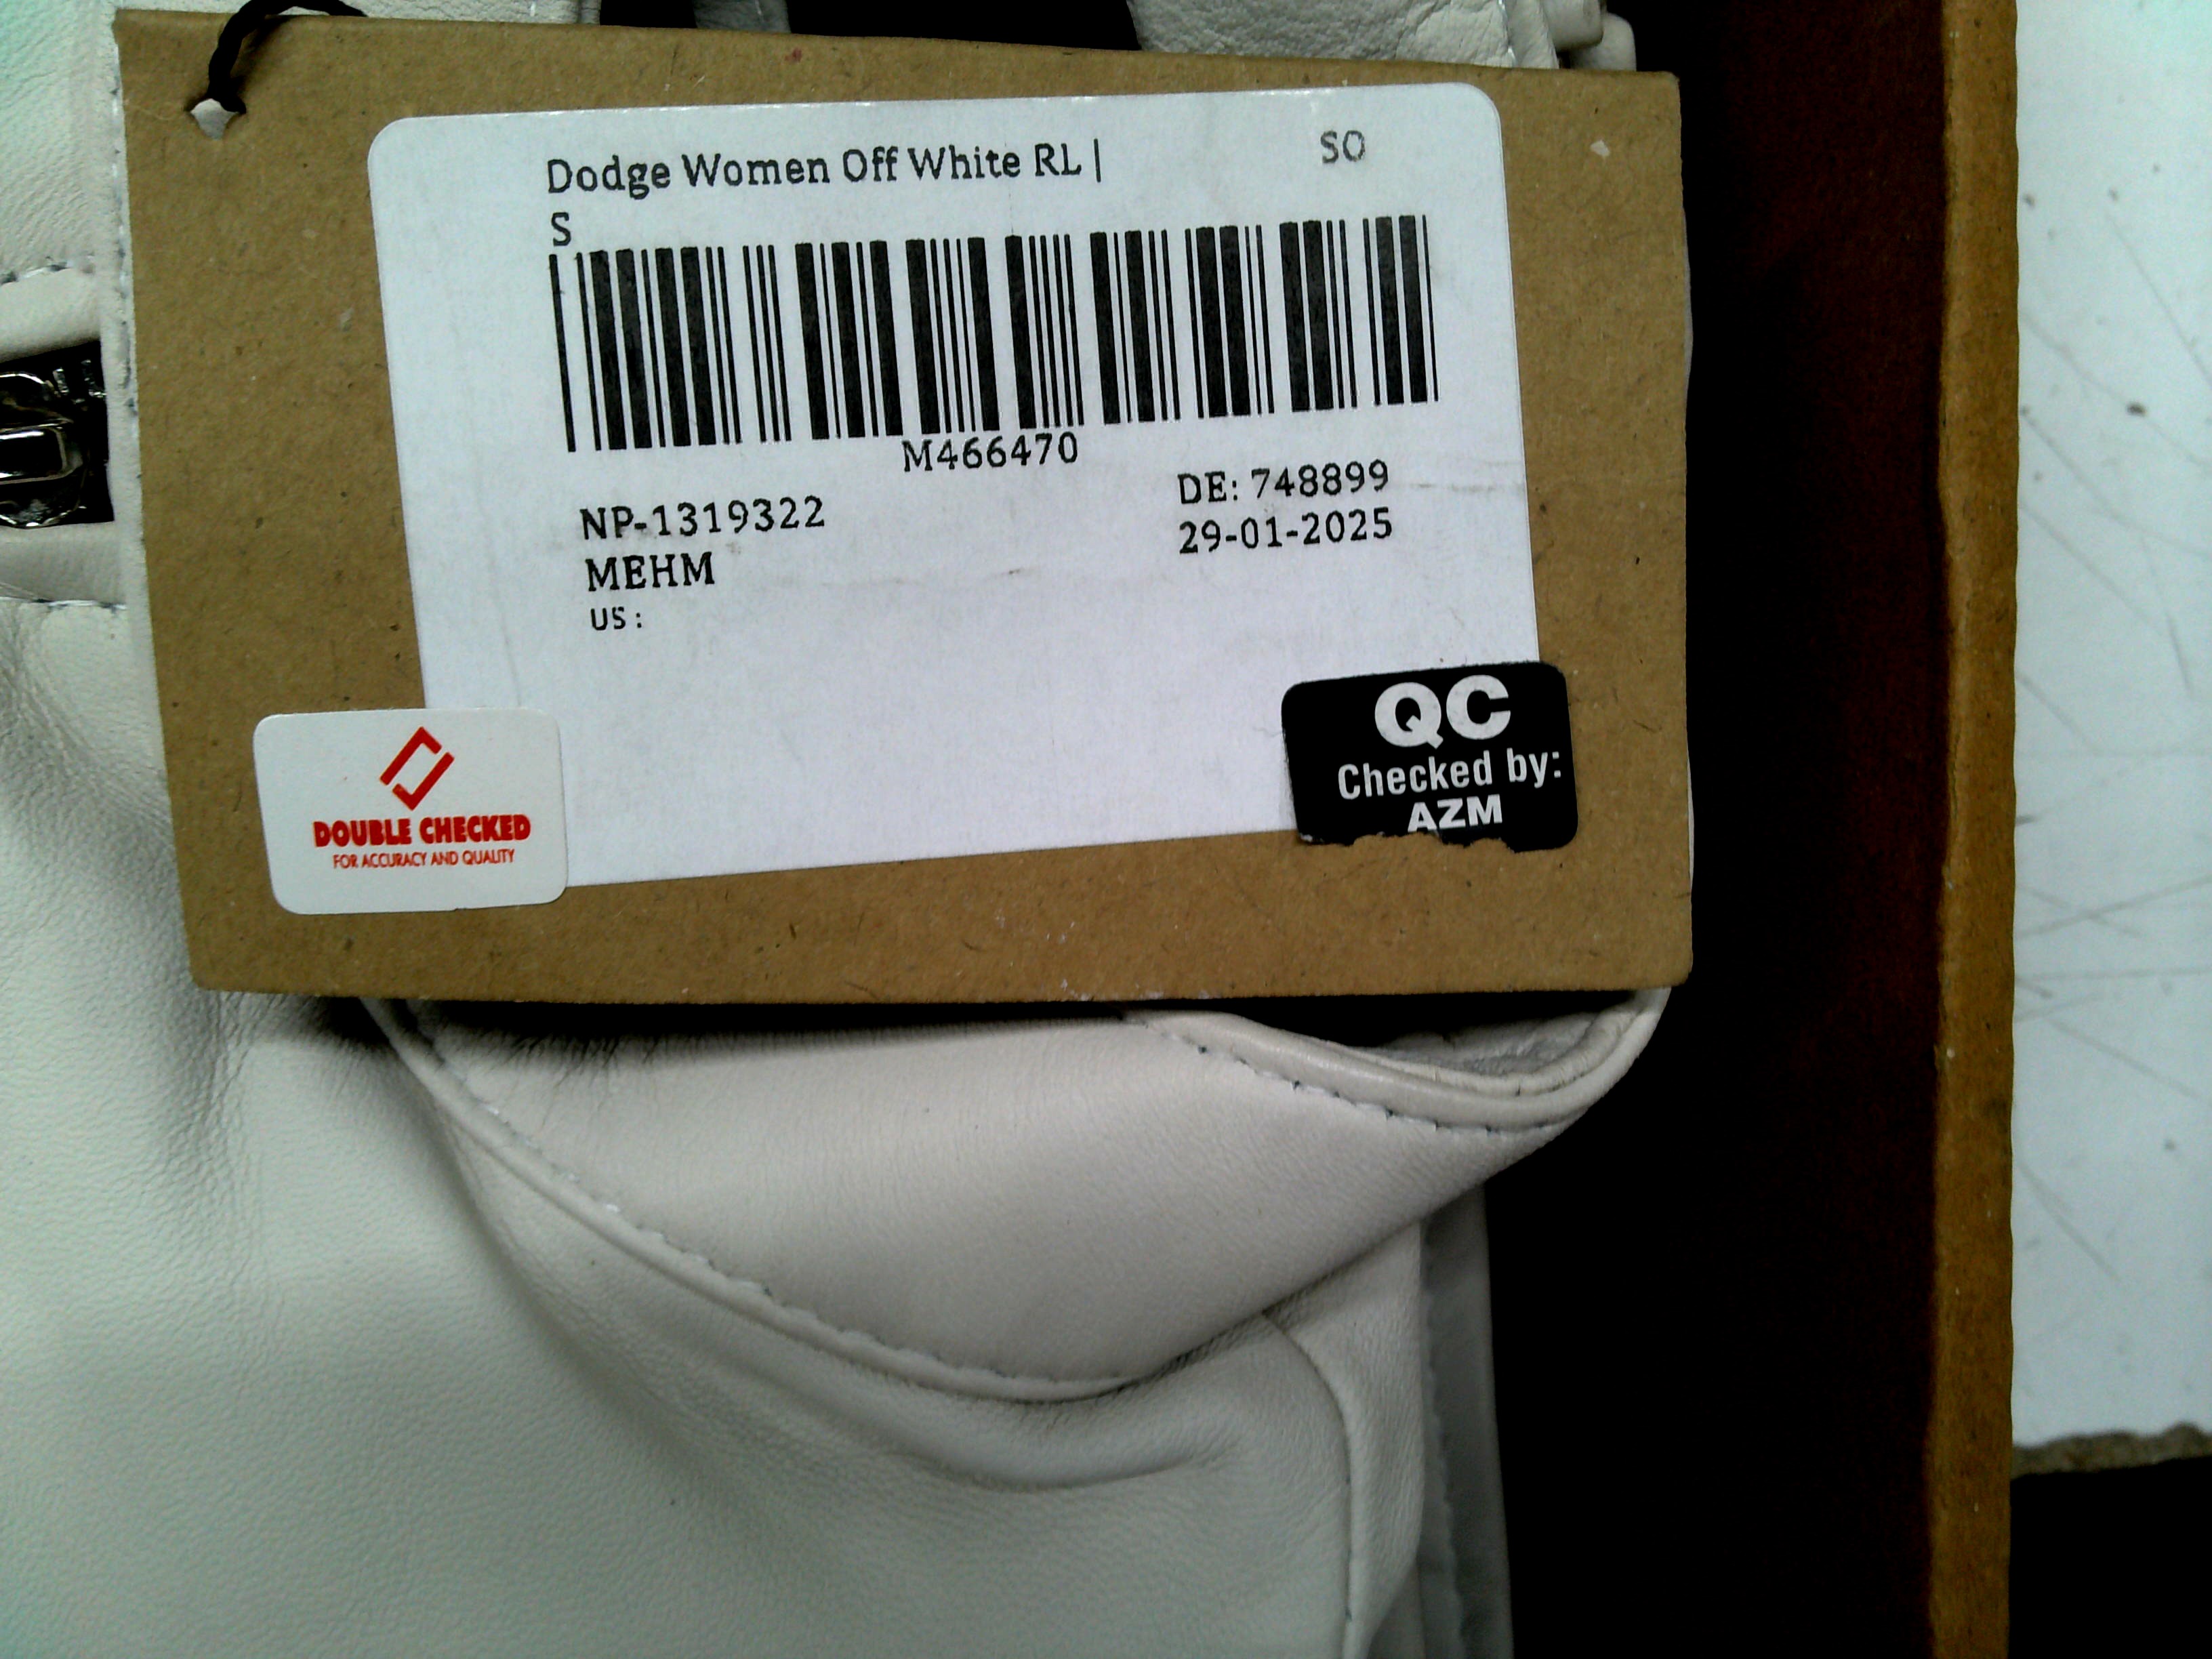 Dodge Women Off White RL | SO
S
M466470
NP-1319322 DE: 748899
MEHM 29-01-2025
US :
QC
Checked by:
AZM
DOUBLE CHECKED
FOR ACCURACY AND QUALITY